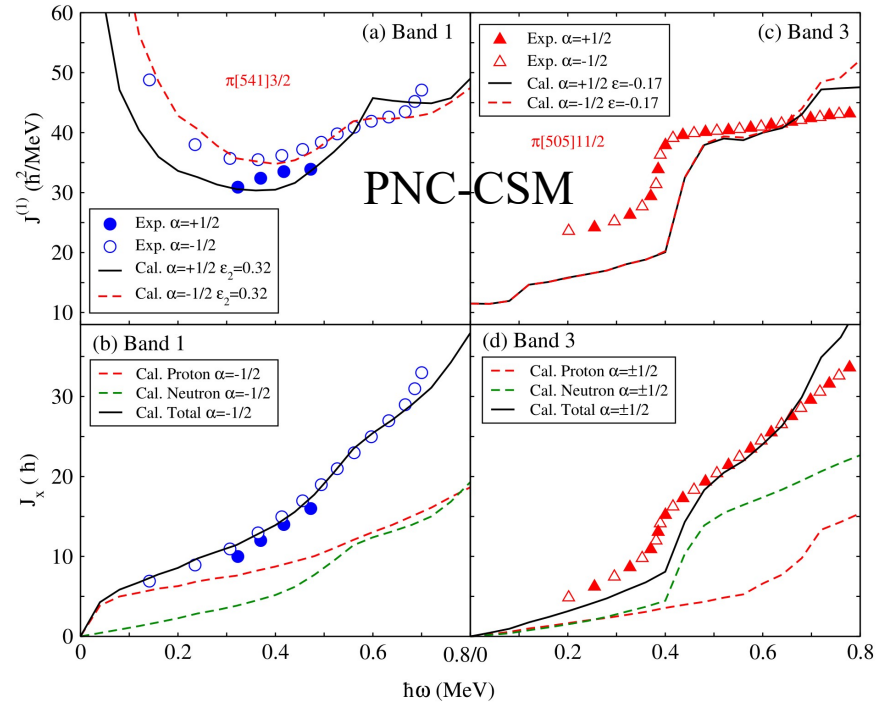 60
50
40
30
20
10
J⁽¹⁾ (ħ²/MeV)
(a) Band 1
π[541]3/2
Exp. α=+1/2
Exp. α=-1/2
Cal. α=+1/2 ε₂=0.32
Cal. α=-1/2 ε₂=0.32
(c) Band 3
Exp. α=+1/2
Exp. α=-1/2
Cal. α=+1/2 ε=-0.17
Cal. α=-1/2 ε=-0.17
π[505]11/2
PNC-CSM
(b) Band 1
Cal. Proton α=-1/2
Cal. Neutron α=-1/2
Cal. Total α=-1/2
30
20
10
0
Jₓ (ħ)
(d) Band 3
Cal. Proton α=±1/2
Cal. Neutron α=±1/2
Cal. Total α=±1/2
0 0.2 0.4 0.6 0.8/0 0.2 0.4 0.6 0.8
ħω (MeV)